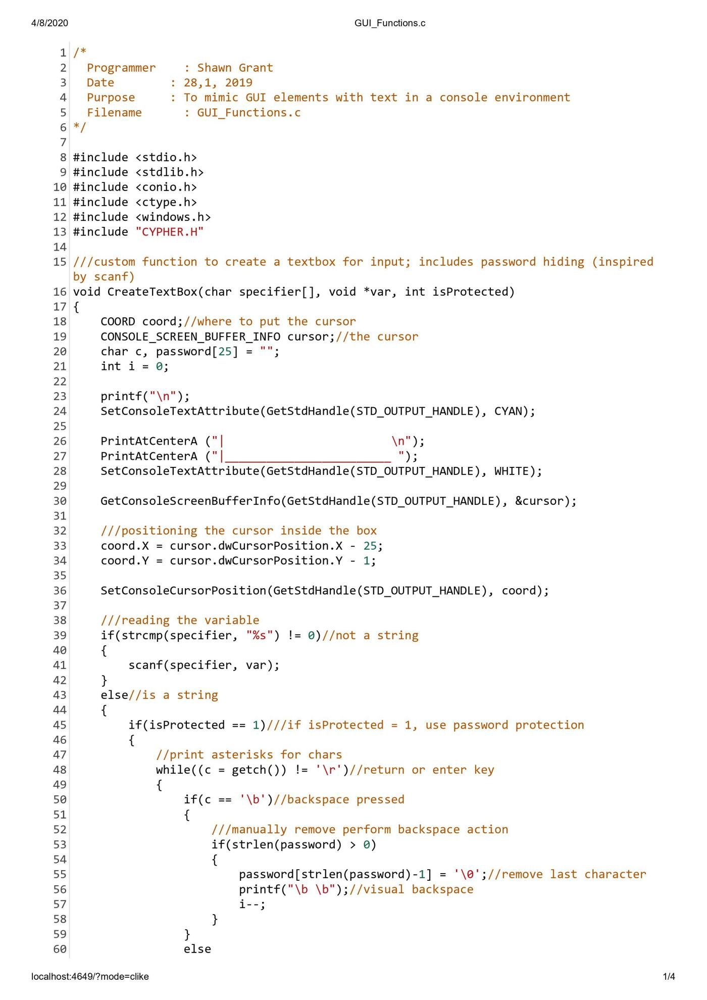 4/8/2020 GUI_Functions.c
1 /*
2   Programmer    : Shawn Grant
3   Date        : 28,1, 2019
4   Purpose     : To mimic GUI elements with text in a console environment
5   Filename      : GUI_Functions.c
6 */
7
8 #include <stdio.h>
9 #include <stdlib.h>
10 #include <conio.h>
11 #include <ctype.h>
12 #include <windows.h>
13 #include "CYPHER.H"
14
15 ///custom function to create a textbox for input; includes password hiding (inspired
by scanf)
16 void CreateTextBox(char specifier[], void *var, int isProtected)
17 {
18     COORD coord;//where to put the cursor
19     CONSOLE_SCREEN_BUFFER_INFO cursor;//the cursor
20     char c, password[25] = "";
21     int i = 0;
22
23     printf("\n");
24     SetConsoleTextAttribute(GetStdHandle(STD_OUTPUT_HANDLE), CYAN);
25
26     PrintAtCenterA ("|                        \n");
27     PrintAtCenterA ("|________________________ ");
28     SetConsoleTextAttribute(GetStdHandle(STD_OUTPUT_HANDLE), WHITE);
29
30     GetConsoleScreenBufferInfo(GetStdHandle(STD_OUTPUT_HANDLE), &cursor);
31
32     ///positioning the cursor inside the box
33     coord.X = cursor.dwCursorPosition.X - 25;
34     coord.Y = cursor.dwCursorPosition.Y - 1;
35
36     SetConsoleCursorPosition(GetStdHandle(STD_OUTPUT_HANDLE), coord);
37
38     ///reading the variable
39     if(strcmp(specifier, "%s") != 0)//not a string
40     {
41         scanf(specifier, var);
42     }
43     else//is a string
44     {
45         if(isProtected == 1)///if isProtected = 1, use password protection
46         {
47             //print asterisks for chars
48             while((c = getch()) != '\r')//return or enter key
49             {
50                 if(c == '\b')//backspace pressed
51                 {
52                     ///manually remove perform backspace action
53                     if(strlen(password) > 0)
54                     {
55                         password[strlen(password)-1] = '\0';//remove last character
56                         printf("\b \b");//visual backspace
57                         i--;
58                     }
59                 }
60                 else
localhost:4649/?mode=clike 1/4